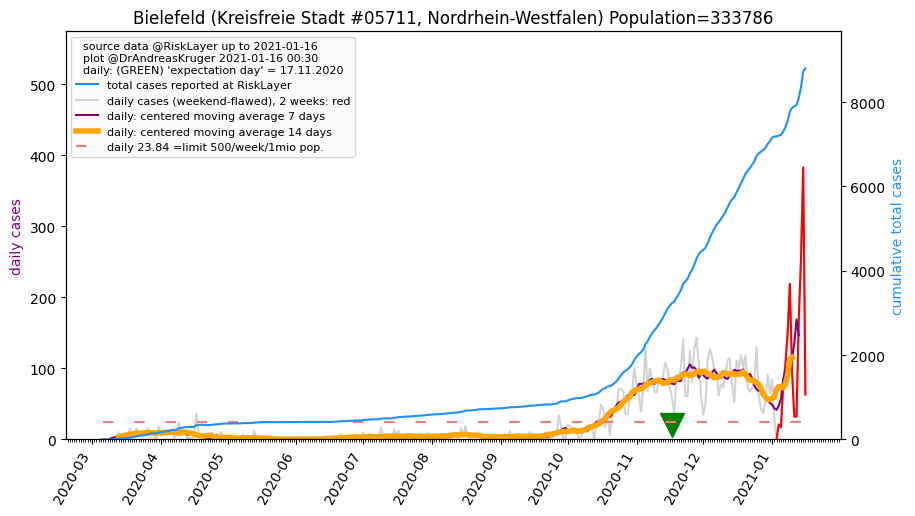 Bielefeld (Kreisfreie Stadt #05711, Nordrhein-Westfalen) Population=333786
source data @RiskLayer up to 2021-01-16
plot @DrAndreasKruger 2021-01-16 00:30
daily: (GREEN) 'expectation day' = 17.11.2020
total cases reported at RiskLayer
daily cases (weekend-flawed), 2 weeks: red
daily: centered moving average 7 days
daily: centered moving average 14 days
daily 23.84 =limit 500/week/1mio pop.
daily cases
0
100
200
300
400
500
cumulative total cases
0
2000
4000
6000
8000
2020-03
2020-04
2020-05
2020-06
2020-07
2020-08
2020-09
2020-10
2020-11
2020-12
2021-01